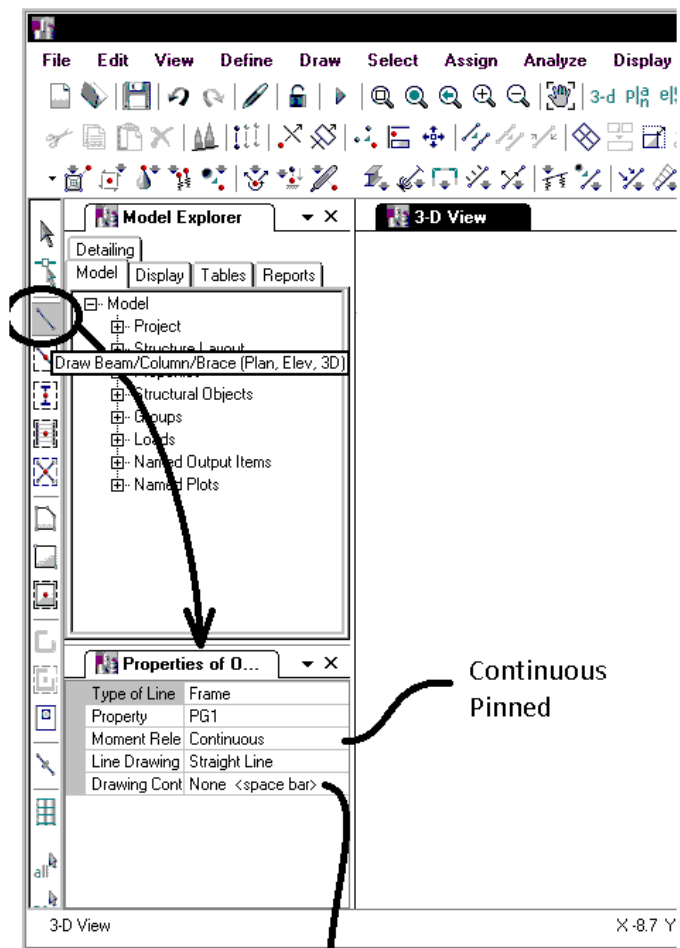 File Edit View Define Draw Select Assign Analyze Display
3-d
Model Explorer
3-D View
Detailing
Model Display Tables Reports
Model
Project
Structure Layout
Draw Beam/Column/Brace (Plan, Elev, 3D)
Structural Objects
Groups
Loads
Named Output Items
Named Plots
Properties of O...
Type of Line Frame
Property PG1
Moment Rele Continuous
Line Drawing Straight Line
Drawing Cont None <space bar>
Continuous
Pinned
all
3-D View X -8.7 Y